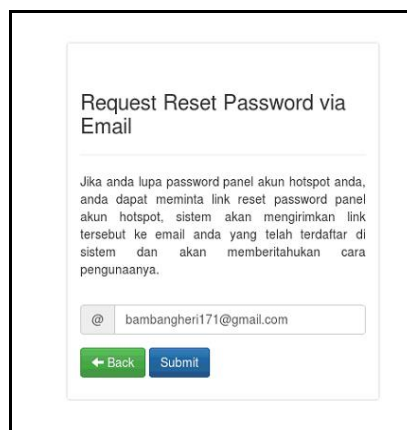 Request Reset Password via
Email
Jika anda lupa password panel akun hotspot anda,
anda dapat meminta link reset password panel
akun hotspot, sistem akan mengirimkan link
tersebut ke email anda yang telah terdaftar di
sistem dan akan memberitahukan cara
pengunaanya.
@ bambangheri171@gmail.com
Back Submit